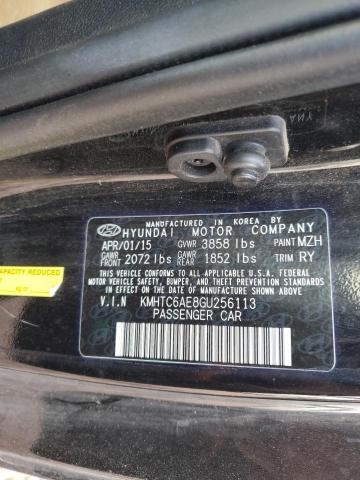 MANUFACTURED IN KOREA BY
HYUNDAI MOTOR COMPANY
APR/01/15 GVWR 3858 lbs PAINT MZH
GAWR FRONT 2072 lbs GAWR REAR 1852 lbs TRIM RY
THIS VEHICLE CONFORMS TO ALL APPLICABLE U.S.A. FEDERAL
MOTOR VEHICLE SAFETY, BUMPER, AND THEFT PREVENTION
STANDARDS IN EFFECT ON THE DATE OF MANUFACTURE SHOWN ABOVE.
V.I.N KMHTC6AE8GU256113
PASSENGER CAR
CAPACITY REDUCED